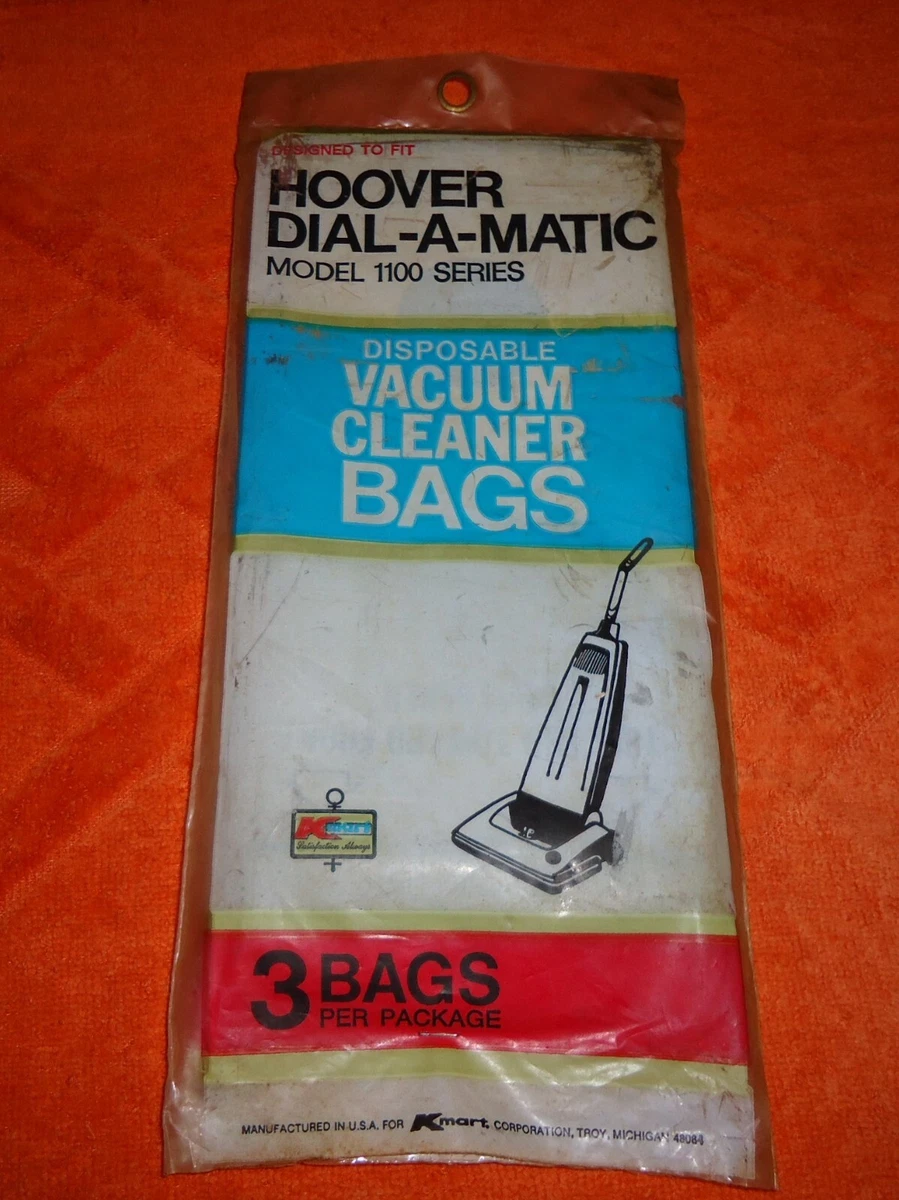 DESIGNED TO FIT
HOOVER
DIAL-A-MATIC
MODEL 1100 SERIES
DISPOSABLE
VACUUM
CLEANER
BAGS
Kmart
Satisfaction Always
3 BAGS
PER PACKAGE
MANUFACTURED IN U.S.A. FOR Kmart CORPORATION, TROY, MICHIGAN 48084